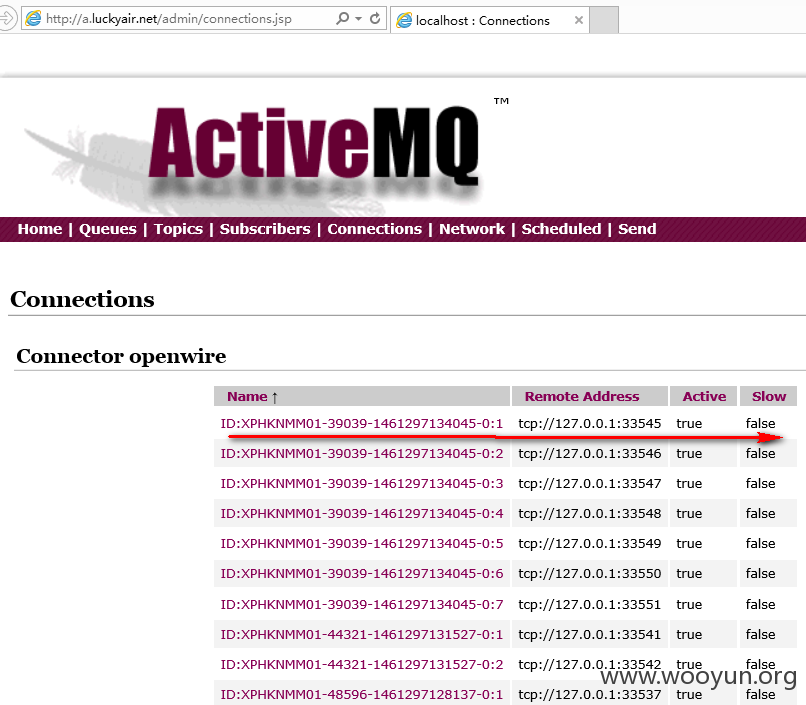 http://a.luckyair.net/admin/connections.jsp
localhost : Connections
ActiveMQ ™
Home | Queues | Topics | Subscribers | Connections | Network | Scheduled | Send
Connections
Connector openwire
Name ↑ Remote Address Active Slow
ID:XPHKNMM01-39039-1461297134045-0:1 tcp://127.0.0.1:33545 true false
ID:XPHKNMM01-39039-1461297134045-0:2 tcp://127.0.0.1:33546 true false
ID:XPHKNMM01-39039-1461297134045-0:3 tcp://127.0.0.1:33547 true false
ID:XPHKNMM01-39039-1461297134045-0:4 tcp://127.0.0.1:33548 true false
ID:XPHKNMM01-39039-1461297134045-0:5 tcp://127.0.0.1:33549 true false
ID:XPHKNMM01-39039-1461297134045-0:6 tcp://127.0.0.1:33550 true false
ID:XPHKNMM01-39039-1461297134045-0:7 tcp://127.0.0.1:33551 true false
ID:XPHKNMM01-44321-1461297131527-0:1 tcp://127.0.0.1:33541 true false
ID:XPHKNMM01-44321-1461297131527-0:2 tcp://127.0.0.1:33542 true false
ID:XPHKNMM01-48596-1461297128137-0:1 tcp://127.0.0.1:33537 true false
www.wooyun.org